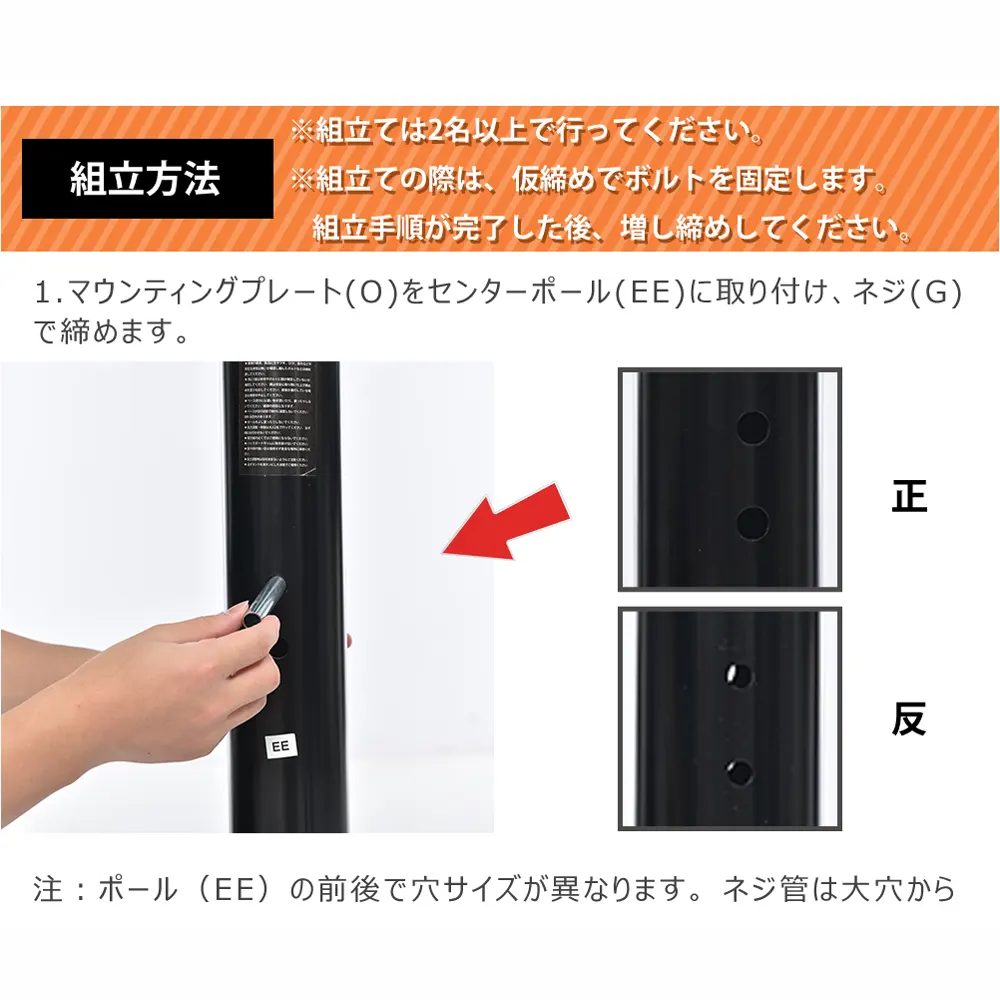 組立方法
※組立ては2名以上で行ってください。
※組立ての際は、仮締めでボルトを固定します。
組立手順が完了した後、増し締めしてください。
1.マウンティングプレート(O)をセンターポール(EE)に取り付け、ネジ(G)
で締めます。
正
反
EE
注：ポール（EE）の前後で穴サイズが異なります。ネジ管は大穴から